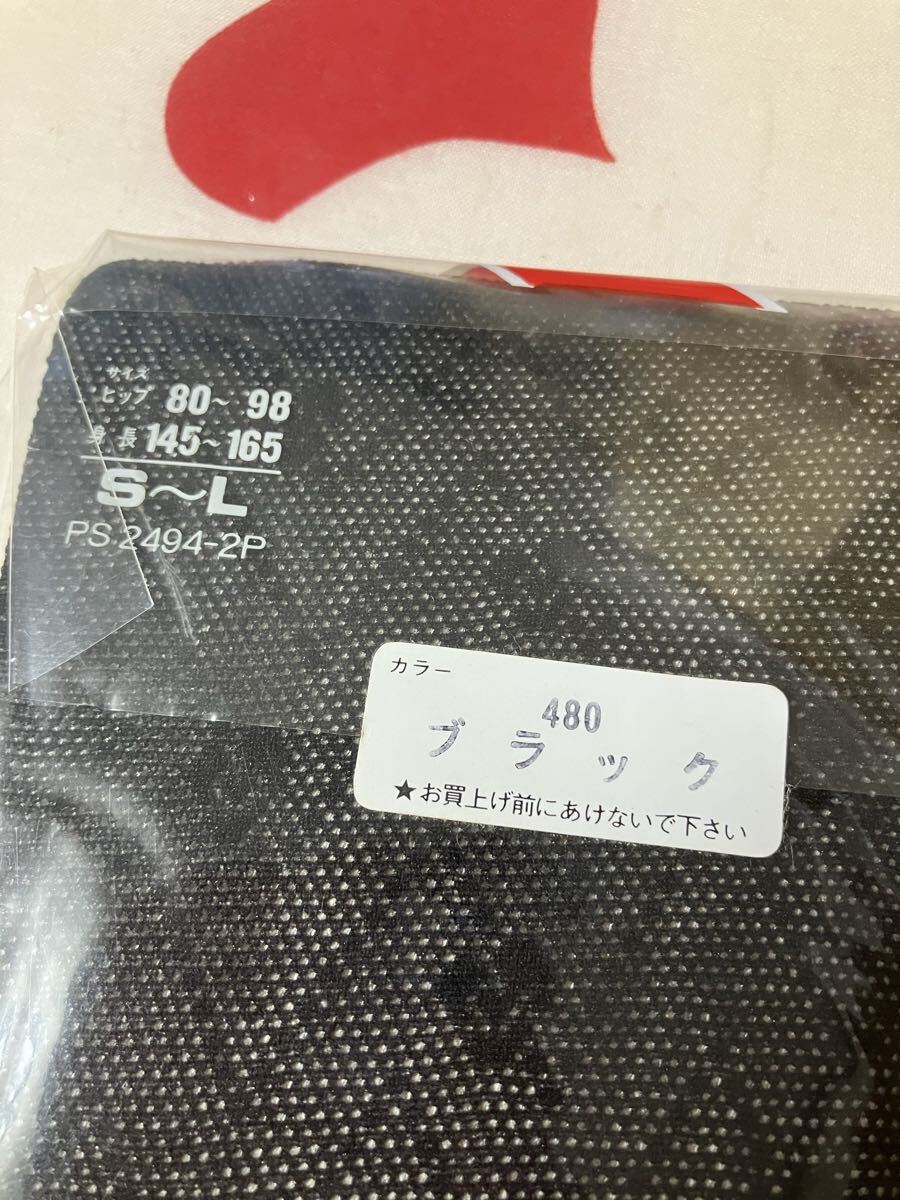 サイズ
ヒップ 80～98
身長 145～165
S～L
PS 2494-2P
カラー
480
ブラック
★お買上げ前にあけないで下さい